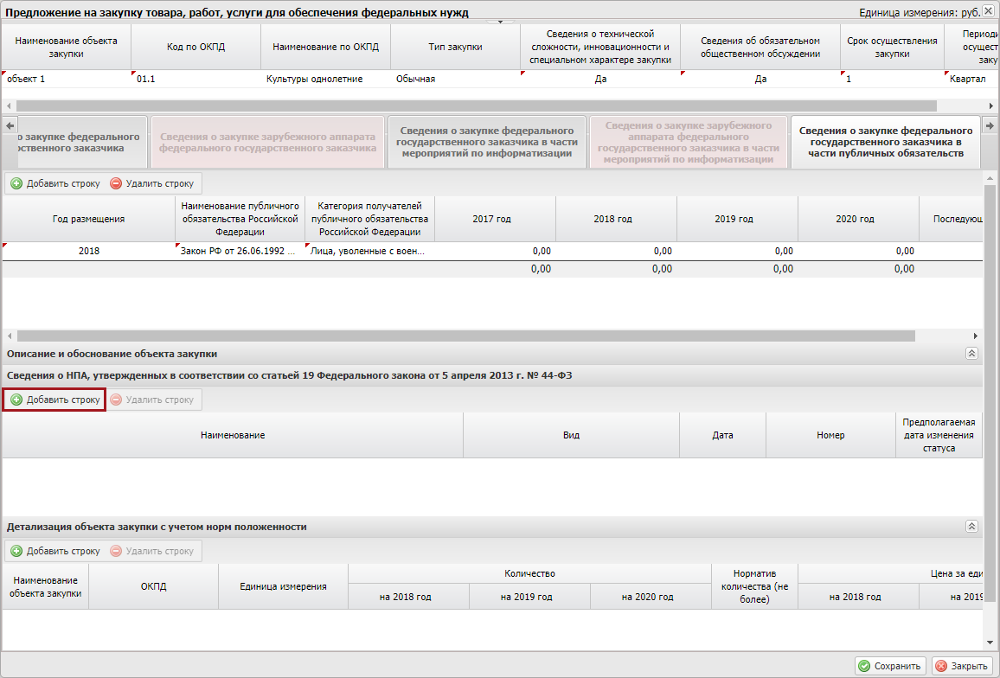 Предложение на закупку товара, работ, услуги для обеспечения федеральных нужд
Единица измерения: руб.
Наименование объекта
закупки
Код по ОКПД
Наименование по ОКПД
Тип закупки
Сведения о технической
сложности, инновационности и
специальном характере закупки
Сведения об обязательном
общественном обсуждении
Срок осуществления
закупки
Периоди
осущест
заку
объект 1
01.1
Культуры однолетние
Обычная
Да
Да
1
Квартал
о закупке федерального
рственного заказчика
Сведения о закупке зарубежного аппарата
федерального государственного заказчика
Сведения о закупке федерального
государственного заказчика в части
мероприятий по информатизации
Сведения о закупке зарубежного
аппарата федерального
государственного заказчика в части
мероприятий по информатизации
Сведения о закупке федерального
государственного заказчика в
части публичных обязательств
Добавить строку
Удалить строку
Год размещения
Наименование публичного
обязательства Российской
Федерации
Категория получателей
публичного обязательства
Российской Федерации
2017 год
2018 год
2019 год
2020 год
Последующ
2018
Закон РФ от 26.06.1992 ...
Лица, уволенные с воен...
0,00
0,00
0,00
0,00
0,00
0,00
0,00
0,00
Описание и обоснование объекта закупки
Сведения о НПА, утвержденных в соответствии со статьей 19 Федерального закона от 5 апреля 2013 г. № 44-ФЗ
Добавить строку
Удалить строку
Наименование
Вид
Дата
Номер
Предполагаемая
дата изменения
статуса
Детализация объекта закупки с учетом норм положенности
Добавить строку
Удалить строку
Наименование
объекта закупки
ОКПД
Единица измерения
Количество
на 2018 год
на 2019 год
на 2020 год
Норматив
количества (не
более)
Цена за еди
на 2018 год
на 2019
Сохранить
Закрыть